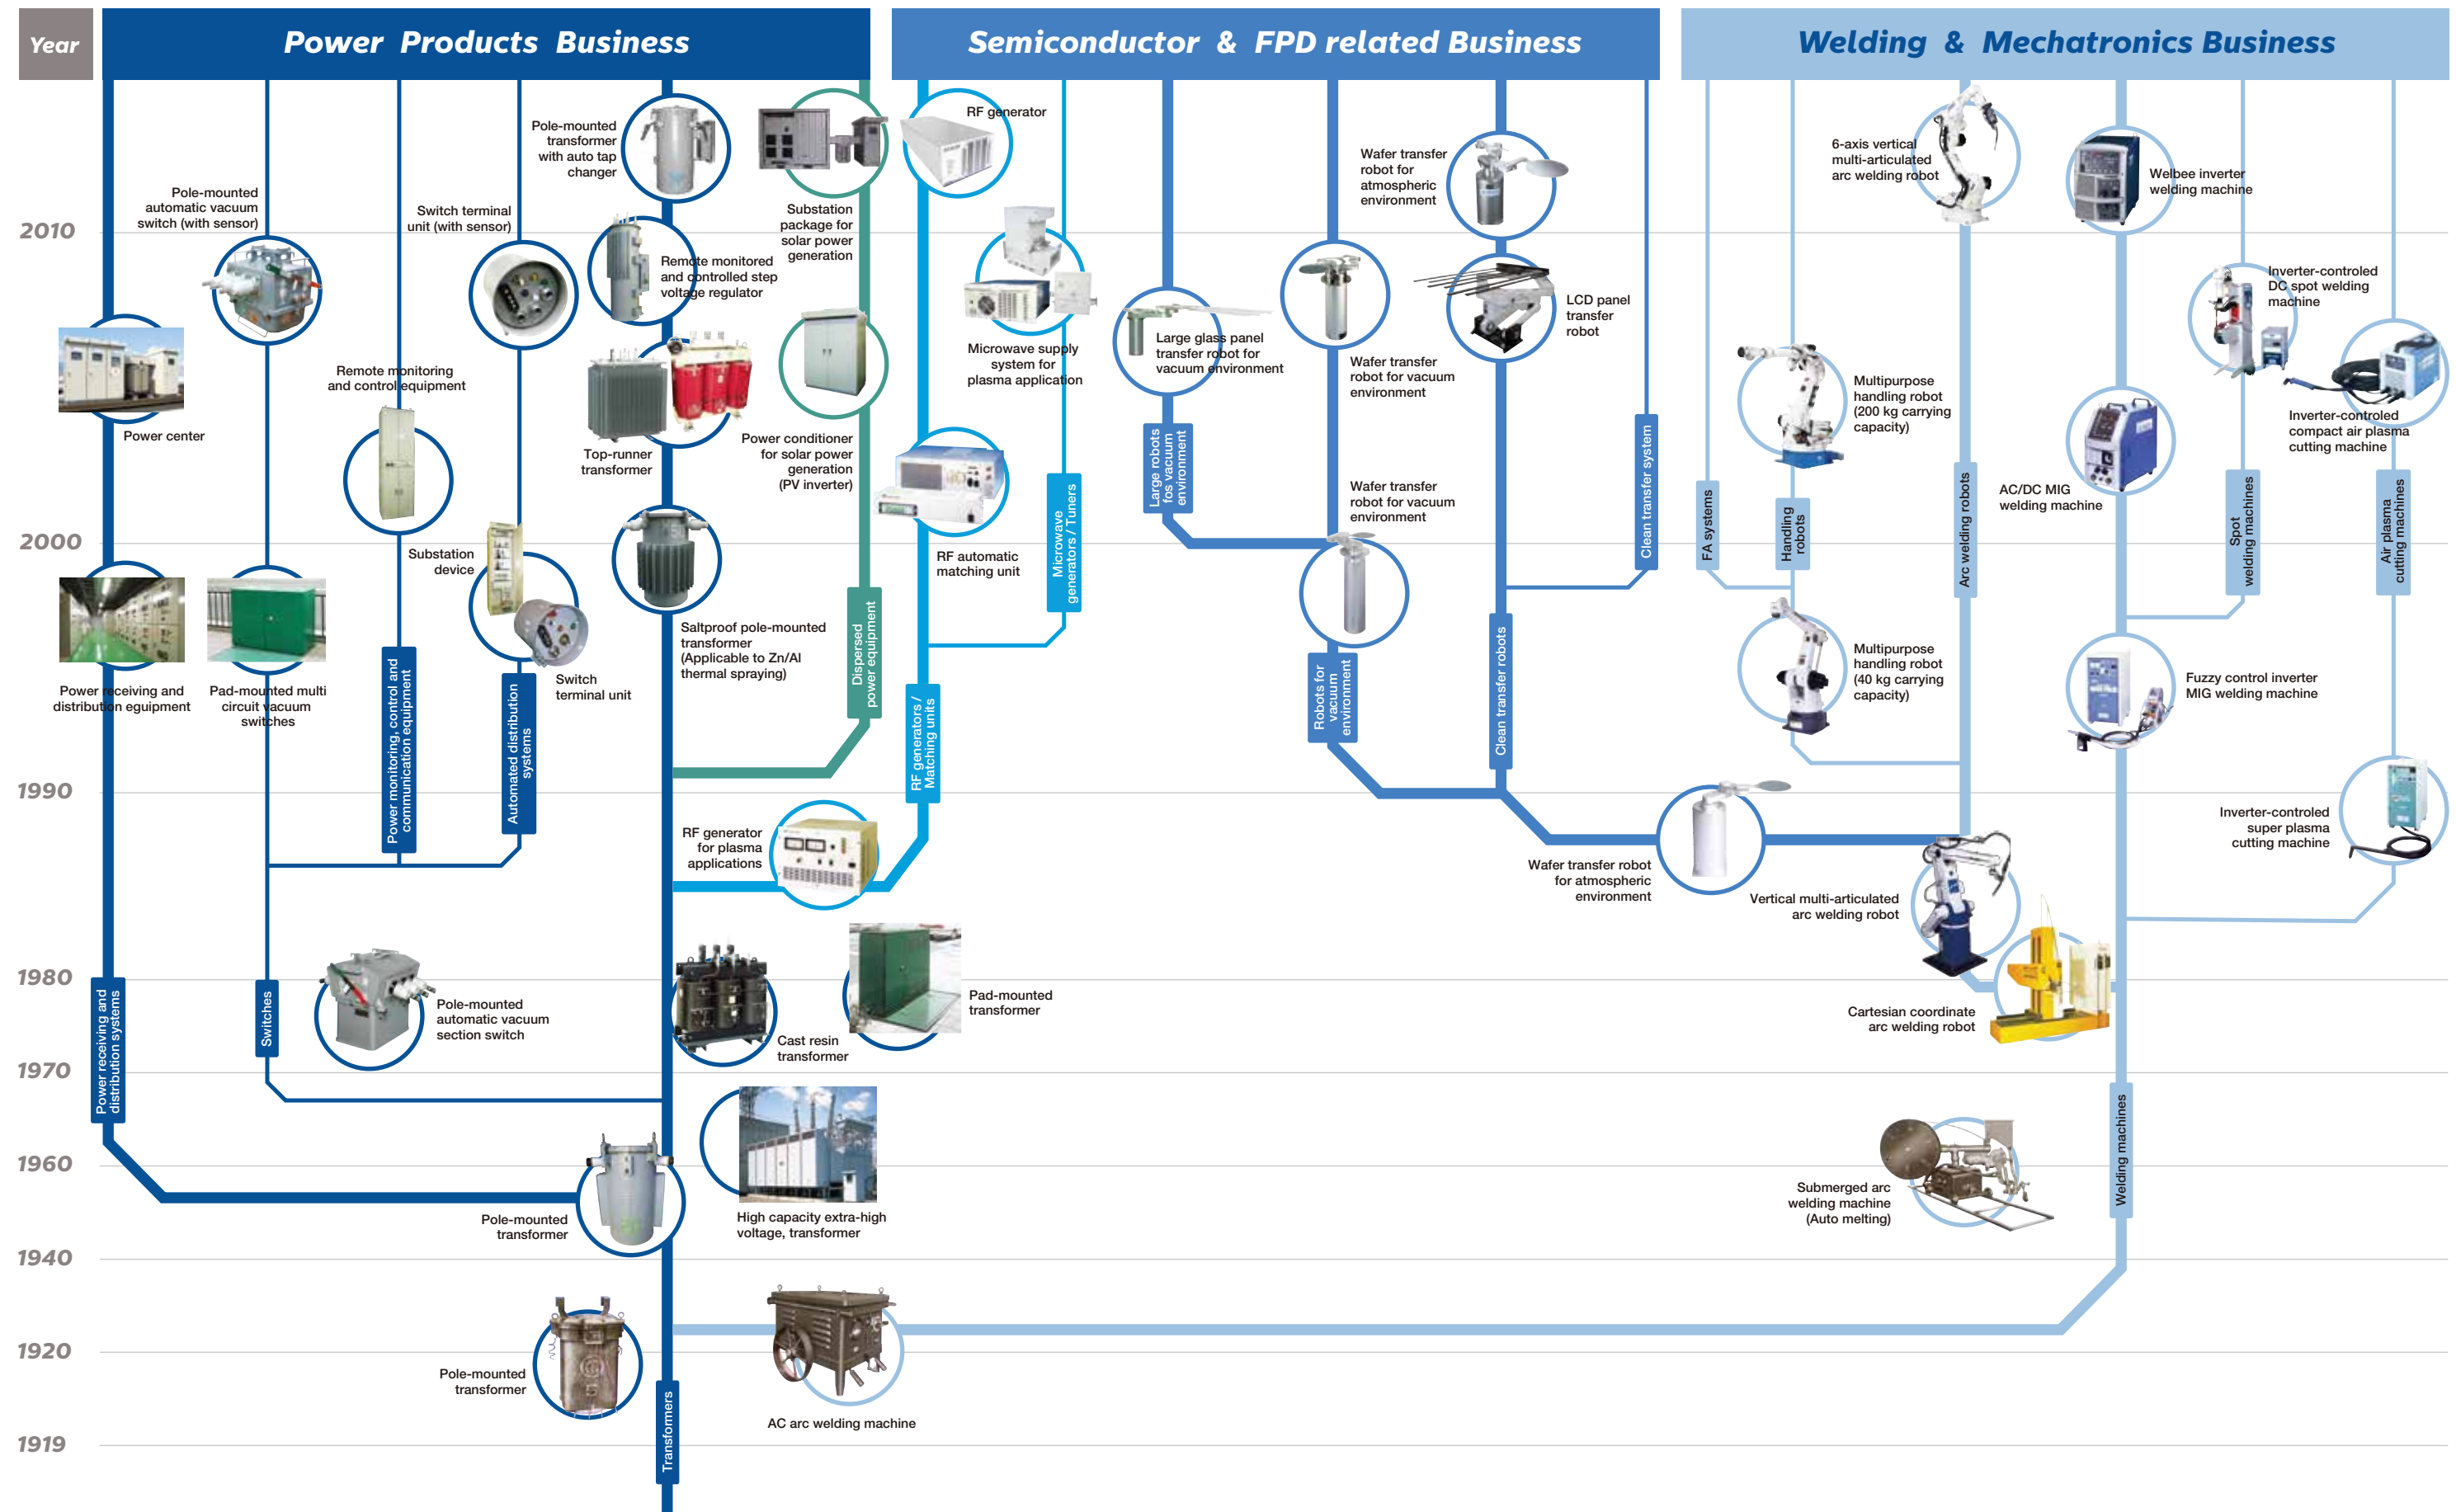 Year
Power Products Business
Semiconductor & FPD related Business
Welding & Mechatronics Business
2010
2000
1990
1980
1970
1960
1940
1920
1919
Pole-mounted
automatic vacuum
switch (with sensor)
Switch terminal
unit (with sensor)
Pole-mounted
transformer
with auto tap
changer
Remote monitored
and controlled step
voltage regulator
Substation
package for
solar power
generation
Power center
Remote monitoring
and control equipment
Top-runner
transformer
Power conditioner
for solar power
generation
(PV inverter)
Substation
device
Switch
terminal unit
Saltproof pole-mounted
transformer
(Applicable to Zn/Al
thermal spraying)
Power receiving and
distribution eguipment
Pad-mounted multi
circuit vacuum
switches
Power monitoring, control and
communication equipment
Automated distribution
systems
Dispersed
power equipment
RF generator
for plasma
applications
Power receiving and
distribution systems
Switches
Pole-mounted
automatic vacuum
section switch
Cast resin
transformer
Pad-mounted
transformer
High capacity extra-high
voltage, transformer
Pole-mounted
transformer
Pole-mounted
transformer
AC arc welding machine
Transformers
RF generator
Microwave supply
system for
plasma application
RF automatic
matching unit
Microwave
generators / Tuners
RF generators /
Matching units
Large glass panel
transfer robot for
vacuum environment
Large robots
fos vacuum
environment
Wafer transfer
robot for vacuum
environment
Wafer transfer
robot for vacuum
environment
Robots for
vacuum
environment
Wafer transfer
robot for
atmospheric
environment
LCD panel
transfer
robot
Clean transfer system
Clean transfer robots
Wafer transfer robot
for atmospheric
environment
6-axis vertical
multi-articulated
arc welding robot
Welbee inverter
welding machine
Inverter-controled
DC spot welding
machine
Inverter-controled
compact air plasma
cutting machine
Multipurpose
handling robot
(200 kg carrying
capacity)
AC/DC MIG
welding machine
FA systems
Handling
robots
Arc welding robots
Spot
welding machines
Air plasma
cutting machines
Multipurpose
handling robot
(40 kg carrying
capacity)
Fuzzy control inverter
MIG welding machine
Inverter-controled
super plasma
cutting machine
Vertical multi-articulated
arc welding robot
Cartesian coordinate
arc welding robot
Submerged arc
welding machine
(Auto melting)
Welding machines